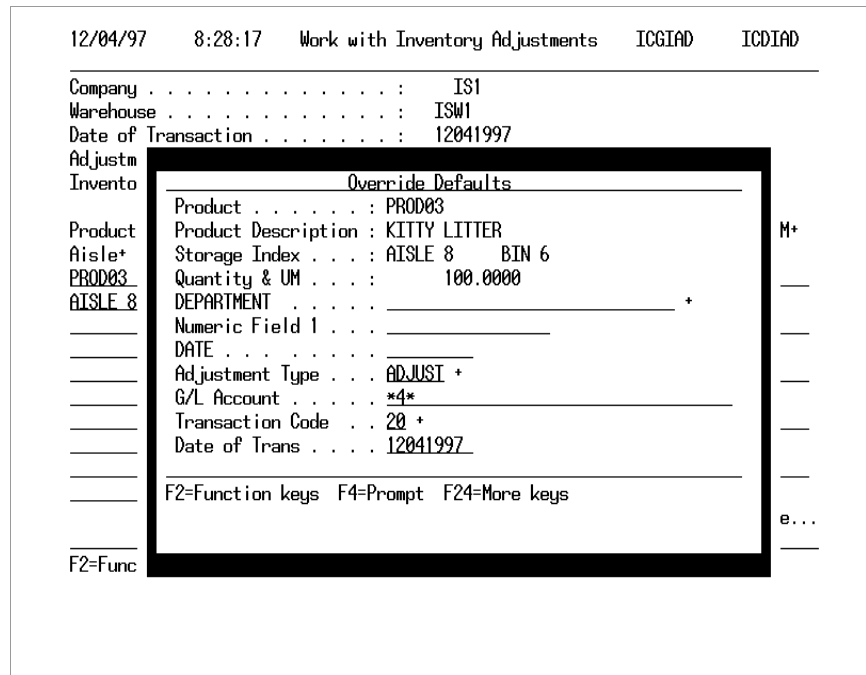 12/04/97 8:28:17 Work with Inventory Adjustments ICGIAD ICDIAD
Company . . . . . . . . . . . . . : IS1
Warehouse . . . . . . . . . . . . : ISW1
Date of Transaction . . . . . . . : 12041997
Adjustm
Invento Override Defaults
Product . . . . . . : PROD03
Product Product Description : KITTY LITTER M+
Aisle+ Storage Index . . . : AISLE 8 BIN 6
PROD03 Quantity & UM . . . : 100.0000
AISLE 8 DEPARTMENT . . . . . +
Numeric Field 1 . . .
DATE . . . . . . . . .
Adjustment Type . . . ADJUST +
G/L Account . . . . . *4*
Transaction Code . . 20 +
Date of Trans . . . . 12041997
F2=Function keys F4=Prompt F24=More keys
e...
F2=Func